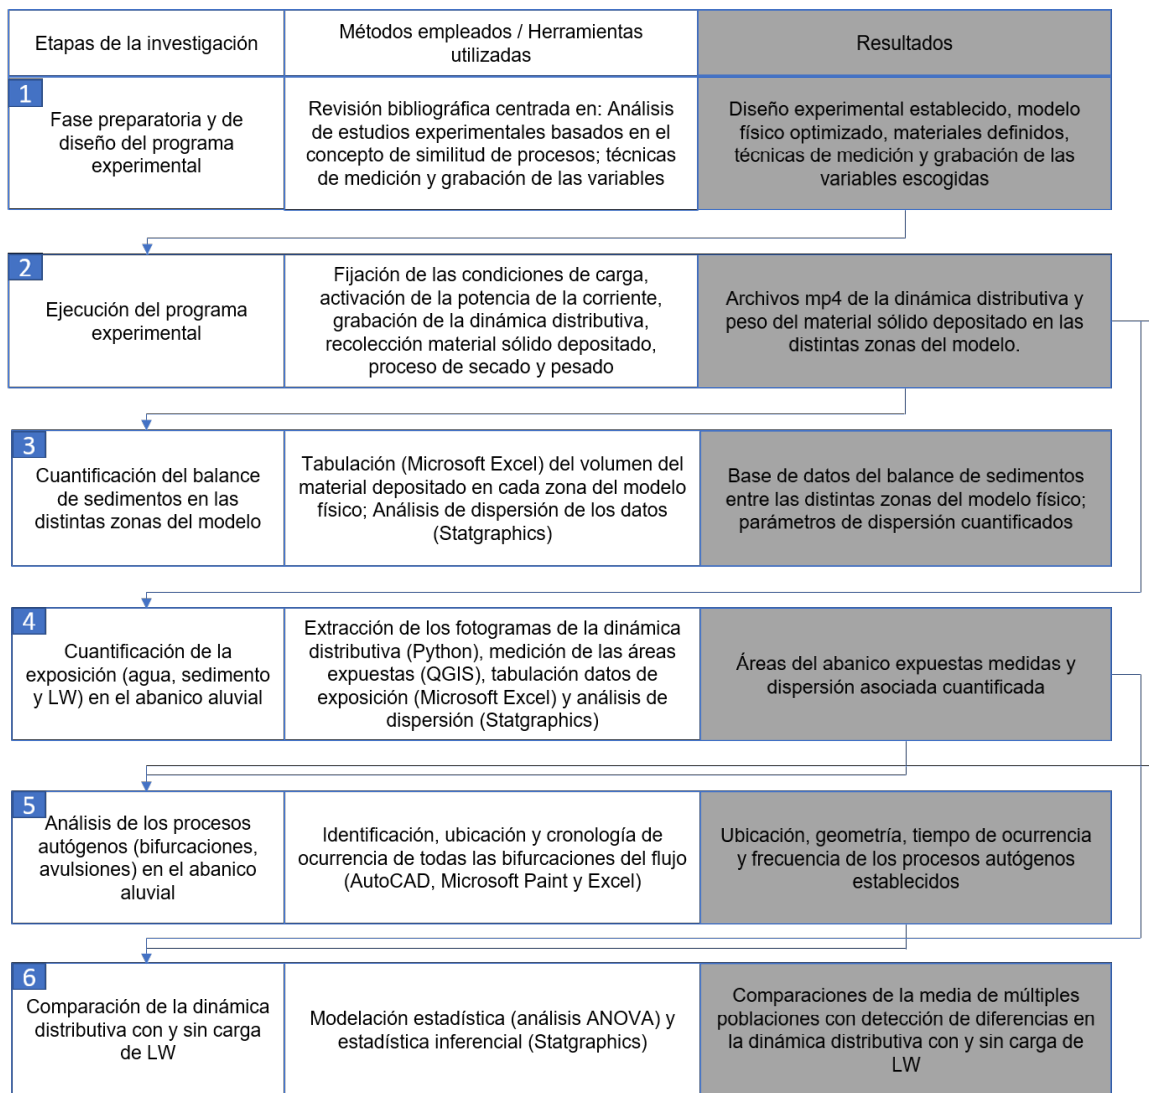 Etapas de la investigación
Métodos empleados / Herramientas
utilizadas
Resultados
1
Fase preparatoria y de
diseño del programa
experimental
Revisión bibliográfica centrada en: Análisis
de estudios experimentales basados en el
concepto de similitud de procesos; técnicas
de medición y grabación de las variables
Diseño experimental establecido, modelo
físico optimizado, materiales definidos,
técnicas de medición y grabación de las
variables escogidas
2
Ejecución del programa
experimental
Fijación de las condiciones de carga,
activación de la potencia de la corriente,
grabación de la dinámica distributiva,
recolección material sólido depositado,
proceso de secado y pesado
Archivos mp4 de la dinámica distributiva y
peso del material sólido depositado en las
distintas zonas del modelo.
3
Cuantificación del balance
de sedimentos en las
distintas zonas del modelo
Tabulación (Microsoft Excel) del volumen del
material depositado en cada zona del modelo
físico; Análisis de dispersión de los datos
(Statgraphics)
Base de datos del balance de sedimentos
entre las distintas zonas del modelo físico;
parámetros de dispersión cuantificados
4
Cuantificación de la
exposición (agua, sedimento
y LW) en el abanico aluvial
Extracción de los fotogramas de la dinámica
distributiva (Python), medición de las áreas
expuestas (QGIS), tabulación datos de
exposición (Microsoft Excel) y análisis de
dispersión (Statgraphics)
Áreas del abanico expuestas medidas y
dispersión asociada cuantificada
5
Análisis de los procesos
autógenos (bifurcaciones,
avulsiones) en el abanico
aluvial
Identificación, ubicación y cronología de
ocurrencia de todas las bifurcaciones del flujo
(AutoCAD, Microsoft Paint y Excel)
Ubicación, geometría, tiempo de ocurrencia
y frecuencia de los procesos autógenos
establecidos
6
Comparación de la dinámica
distributiva con y sin carga
de LW
Modelación estadística (análisis ANOVA) y
estadística inferencial (Statgraphics)
Comparaciones de la media de múltiples
poblaciones con detección de diferencias en
la dinámica distributiva con y sin carga de
LW